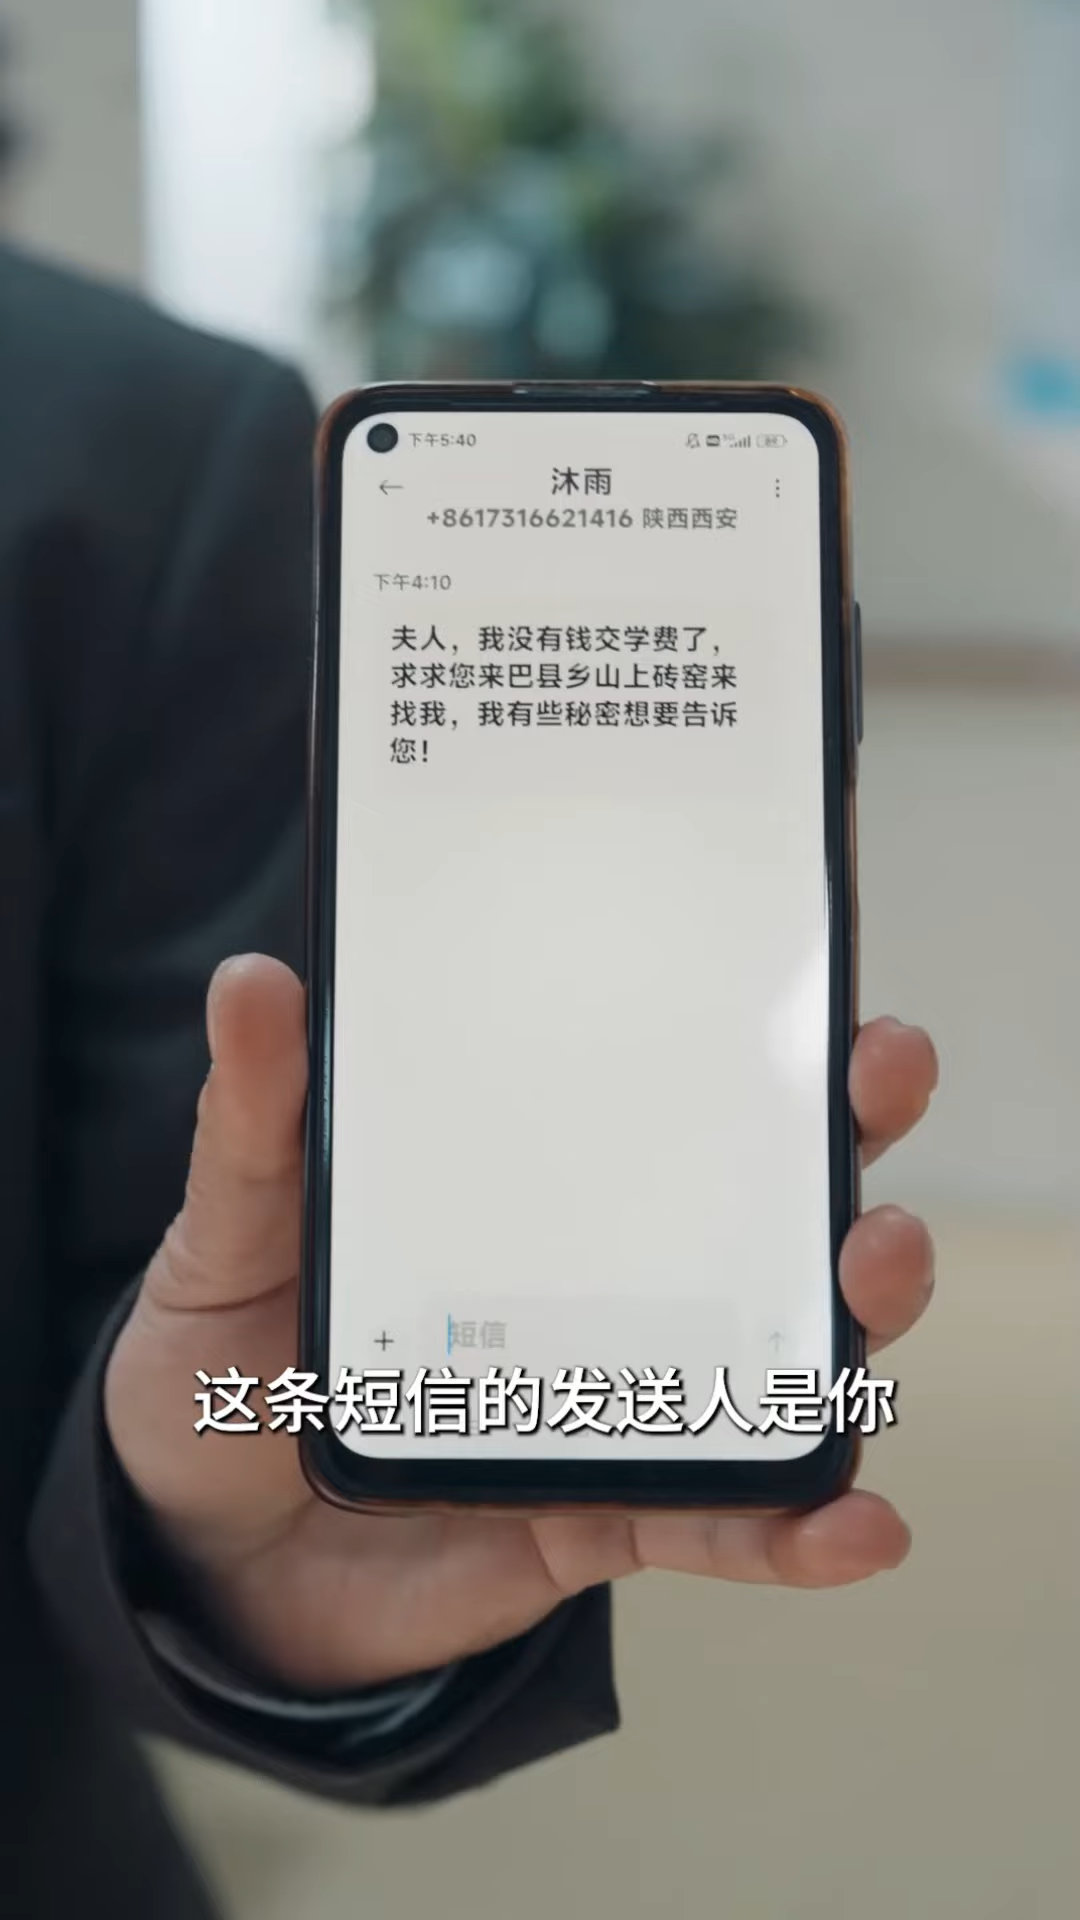 下午5:40
沐雨
+8617316621416 陕西西安
下午4:10
夫人，我没有钱交学费了，
求求您来巴县乡山上砖窑来
找我，我有些秘密想要告诉
您！
短信
这条短信的发送人是你